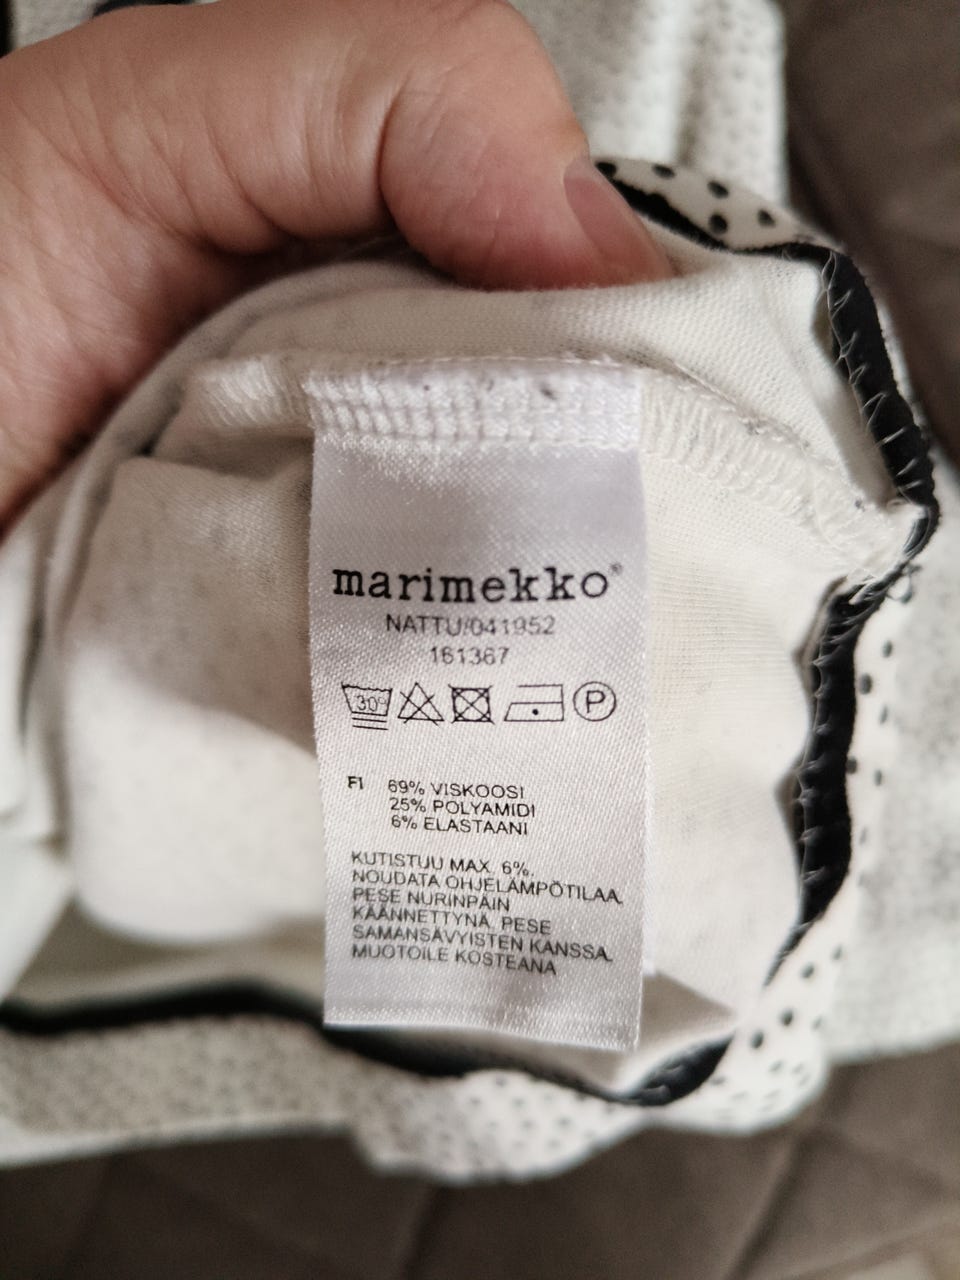 marimekko®
NATTU/041952
161367
30° P
FI 69% VISKOOSI
25% POLYAMIDI
6% ELASTAANI
KUTISTUU MAX. 6%.
NOUDATA OHJELÄMPÖTILAA.
PESE NURINPÄIN
KÄÄNNETTYNÄ. PESE
SAMANSÄVYISTEN KANSSA.
MUOTOILE KOSTEANA